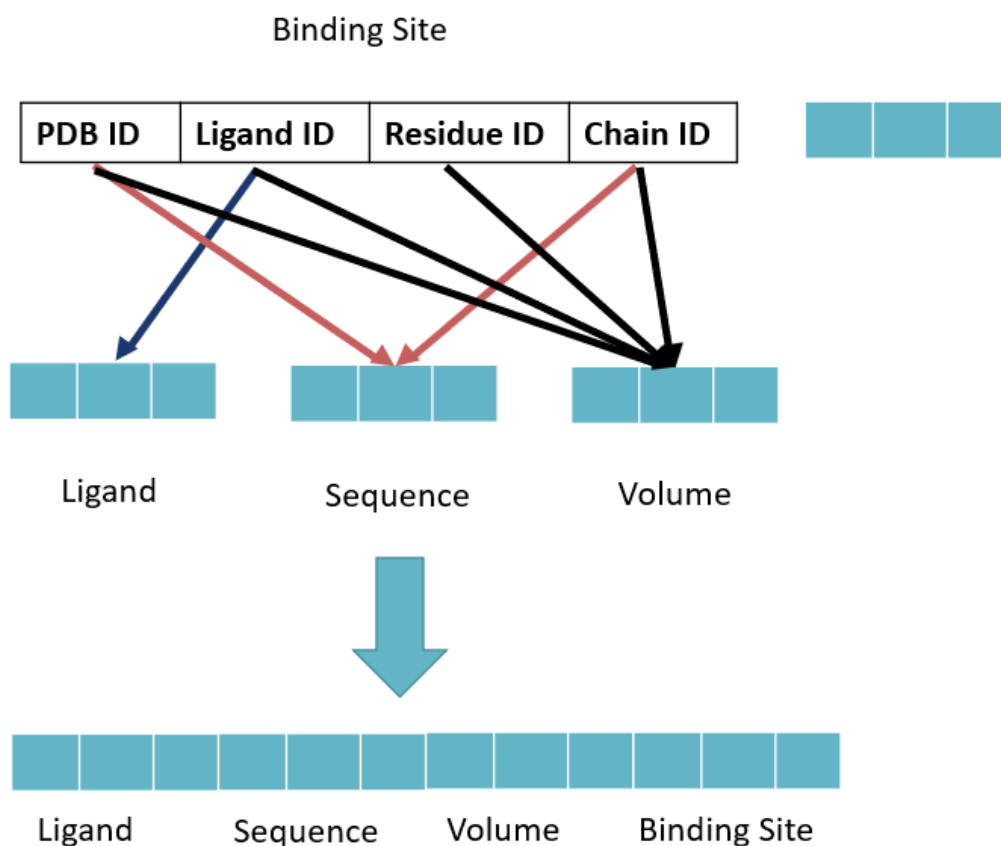 Binding Site
PDB ID Ligand ID Residue ID Chain ID
Ligand Sequence Volume
Ligand Sequence Volume Binding Site